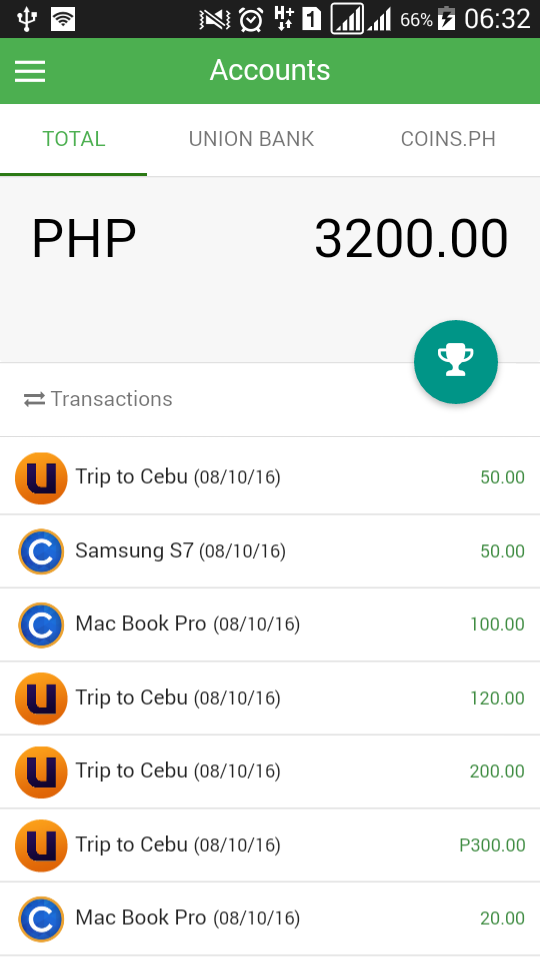 H+ 1 66% 06:32
Accounts
TOTAL UNION BANK COINS.PH
PHP 3200.00
Transactions
U Trip to Cebu (08/10/16) 50.00
C Samsung S7 (08/10/16) 50.00
C Mac Book Pro (08/10/16) 100.00
U Trip to Cebu (08/10/16) 120.00
U Trip to Cebu (08/10/16) 200.00
U Trip to Cebu (08/10/16) P300.00
C Mac Book Pro (08/10/16) 20.00